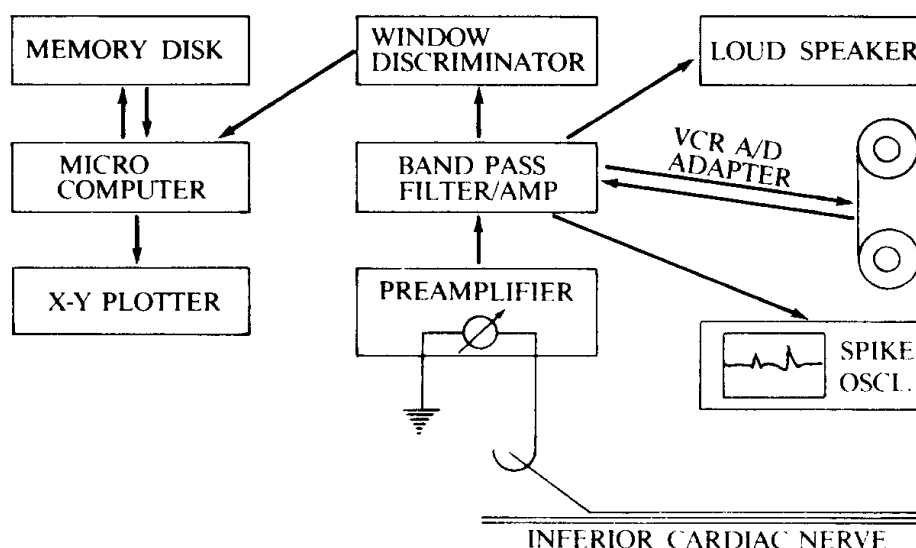 MEMORY DISK
WINDOW
DISCRIMINATOR
LOUD SPEAKER
MICRO
COMPUTER
BAND PASS
FILTER/AMP
VCR A/D
ADAPTER
X-Y PLOTTER
PREAMPLIFIER
SPIKE
OSCL.
INFERIOR CARDIAC NERVE